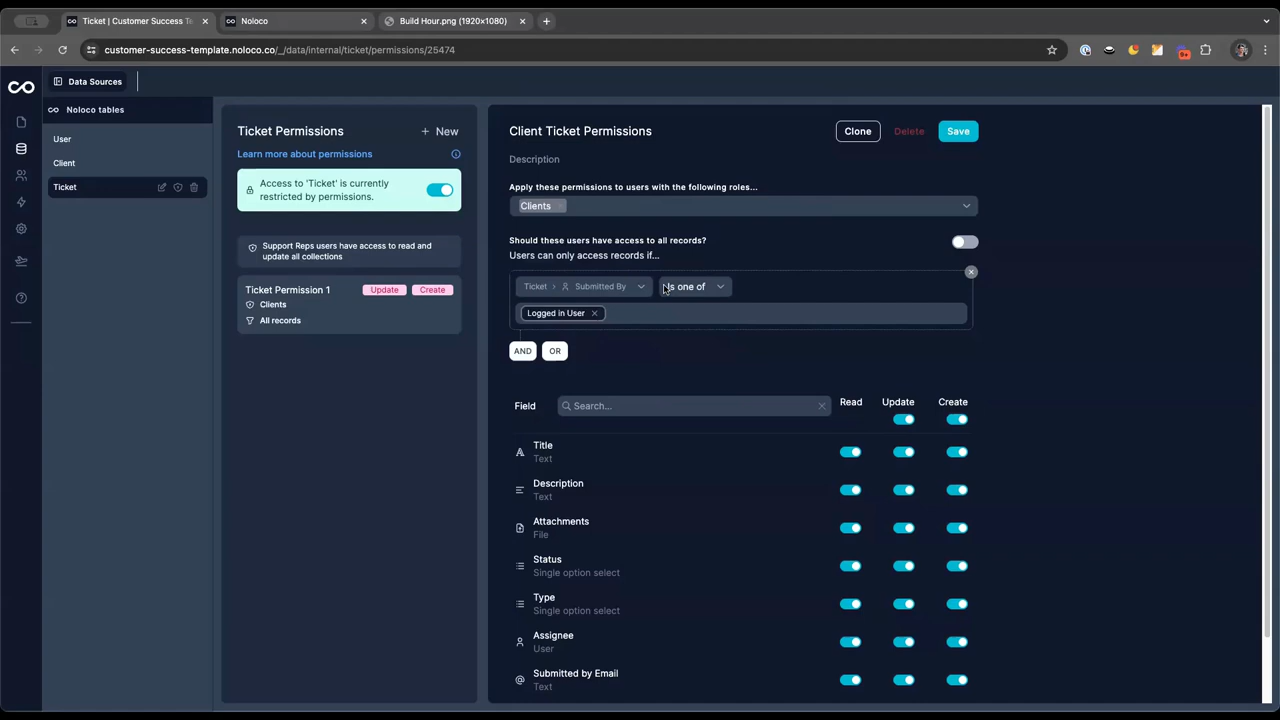 Ticket | Customer Success Te
Noloco
Build Hour.png (1920×1080)
customer-success-template.noloco.co/_/data/internal/ticket/permissions/25474
9+
Data Sources
Noloco tables
User
Client
Ticket
Ticket Permissions
New
Learn more about permissions
Access to 'Ticket' is currently
restricted by permissions.
Support Reps users have access to read and
update all collections
Ticket Permission 1
Update
Create
Clients
All records
Client Ticket Permissions
Clone
Delete
Save
Description
Apply these permissions to users with the following roles...
Clients
Should these users have access to all records?
Users can only access records if...
Ticket > Submitted By
Is one of
Logged in User
AND
OR
Field
Search...
Read
Update
Create
Title
Text
Description
Text
Attachments
File
Status
Single option select
Type
Single option select
Assignee
User
Submitted by Email
Text